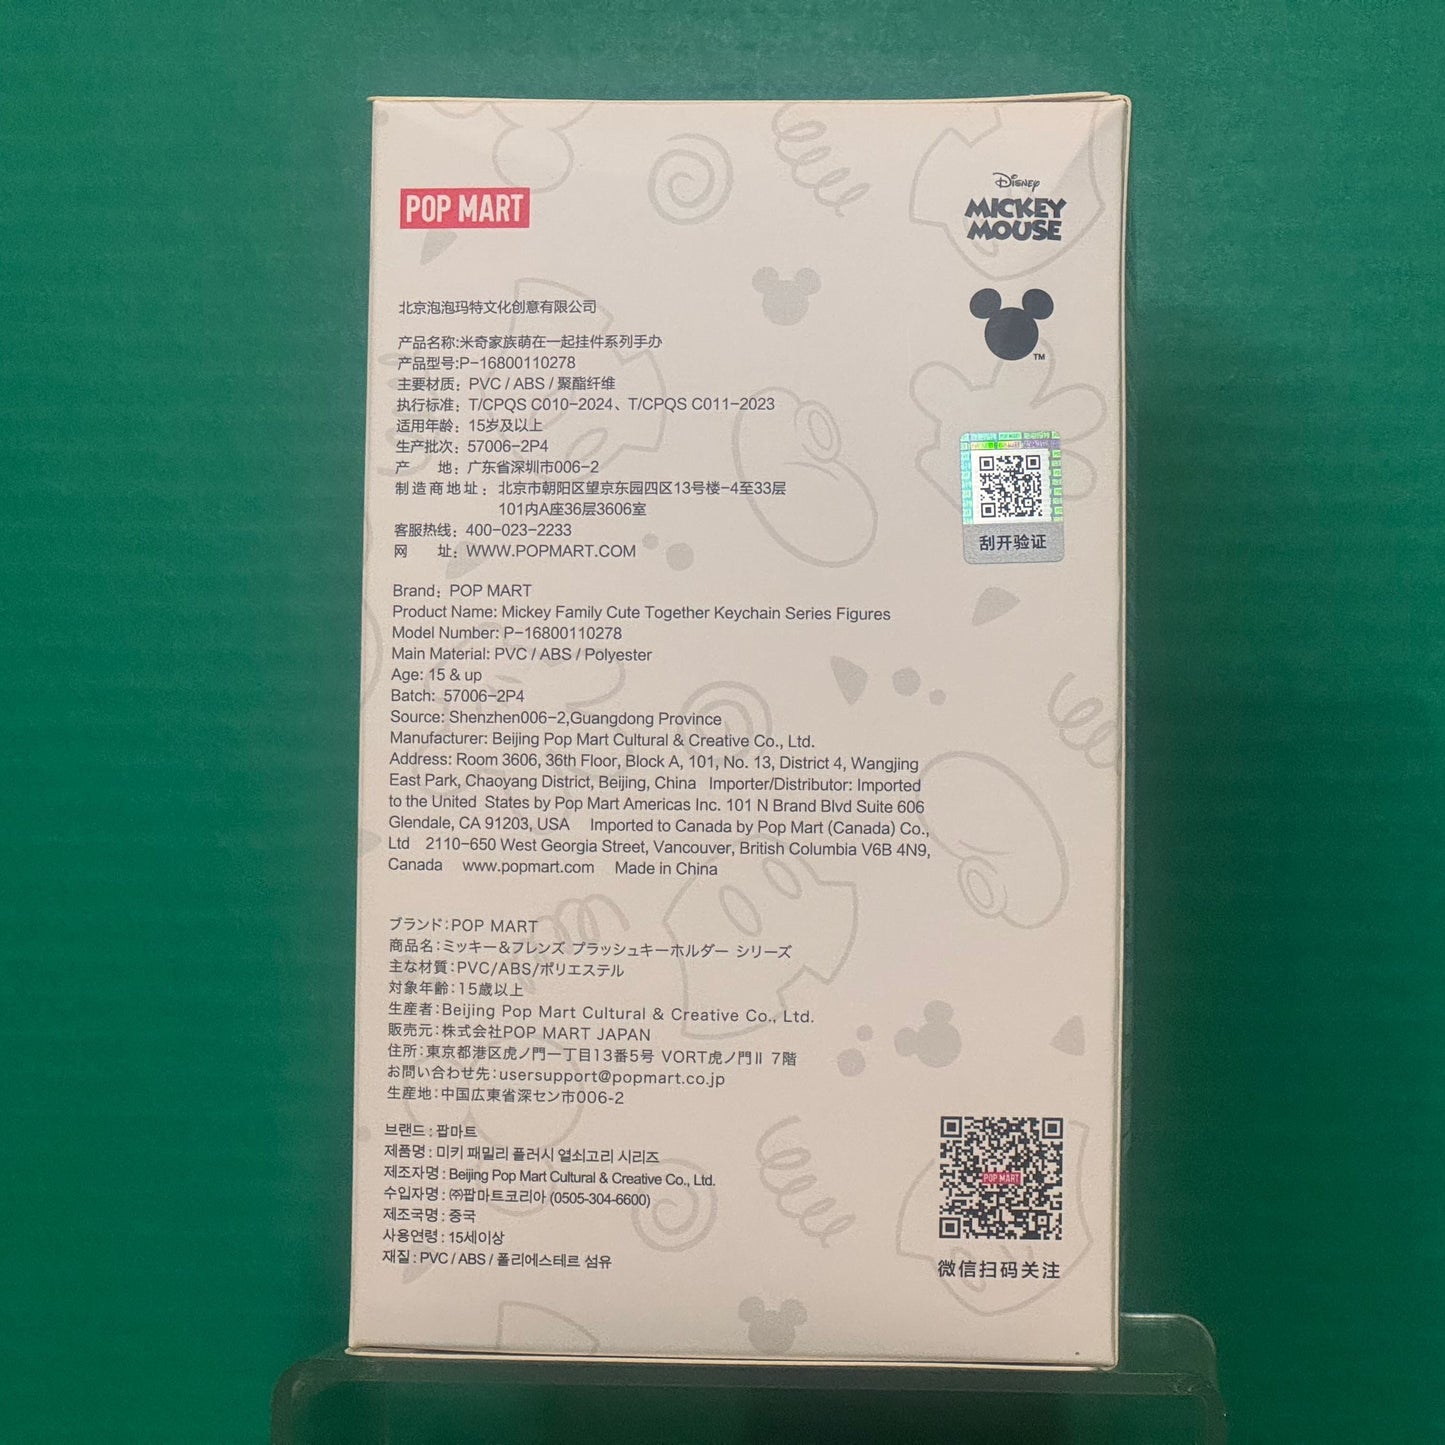 POP MART
Disney
MICKEY
MOUSE
TM
北京泡泡玛特文化创意有限公司
产品名称:米奇家族萌在一起挂件系列手办
产品型号:P-16800110278
主要材质：PVC / ABS / 聚酯纤维
执行标准：T/CPQS C010-2024、T/CPQS C011-2023
适用年龄：15岁及以上
生产批次：57006-2P4
产 地：广东省深圳市006-2
制造商地址：北京市朝阳区望京东园四区13号楼-4至33层
101内A座36层3606室
客服热线：400-023-2233
网 址：WWW.POPMART.COM
刮开验证
Brand：POP MART
Product Name: Mickey Family Cute Together Keychain Series Figures
Model Number: P-16800110278
Main Material: PVC / ABS / Polyester
Age: 15 & up
Batch: 57006-2P4
Source: Shenzhen006-2,Guangdong Province
Manufacturer: Beijing Pop Mart Cultural & Creative Co., Ltd.
Address: Room 3606, 36th Floor, Block A, 101, No. 13, District 4, Wangjing
East Park, Chaoyang District, Beijing, China Importer/Distributor: Imported
to the United States by Pop Mart Americas Inc. 101 N Brand Blvd Suite 606
Glendale, CA 91203, USA Imported to Canada by Pop Mart (Canada) Co.,
Ltd 2110-650 West Georgia Street, Vancouver, British Columbia V6B 4N9,
Canada www.popmart.com Made in China
ブランド:POP MART
商品名:ミッキー&フレンズ プラッシュキーホルダー シリーズ
主な材質:PVC/ABS/ポリエステル
対象年齢:15歳以上
生産者:Beijing Pop Mart Cultural & Creative Co., Ltd.
販売元:株式会社POP MART JAPAN
住所:東京都港区虎ノ門一丁目13番5号 VORT虎ノ門Ⅱ 7階
お問い合わせ先:usersupport@popmart.co.jp
生産地:中国広東省深セン市006-2
브랜드 : 팝마트
제품명 : 미키 패밀리 플러시 열쇠고리 시리즈
제조자명 : Beijing Pop Mart Cultural & Creative Co., Ltd.
수입자명 : ㈜팝마트코리아 (0505-304-6600)
제조국명 : 중국
사용연령 : 15세이상
재질 : PVC / ABS / 폴리에스테르 섬유
POP MART
微信扫码关注